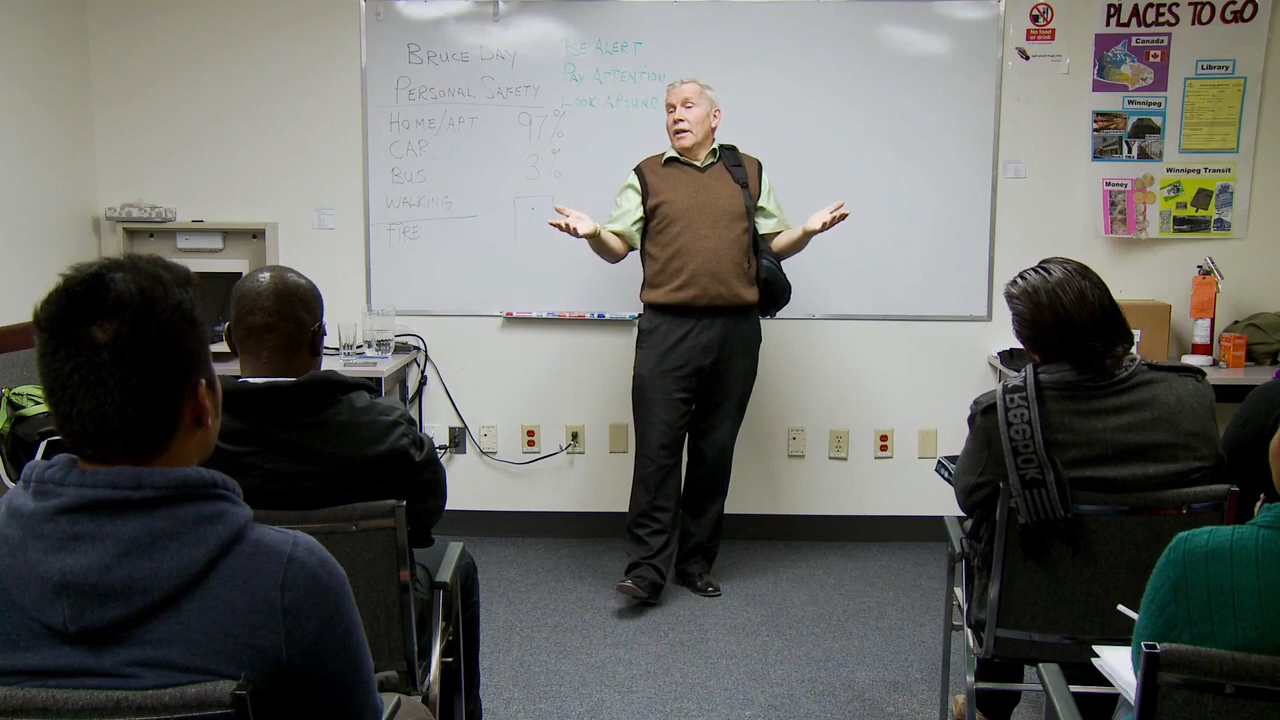 BRUCE DAY
PERSONAL SAFETY
HOME/APT 97%
CAR 3%
BUS
WALKING
FIRE
BE ALERT
PAY ATTENTION
LOOK AROUND
No food
or drink
PLACES TO GO
Canada
Library
Winnipeg
Money
Winnipeg Transit
Reebok